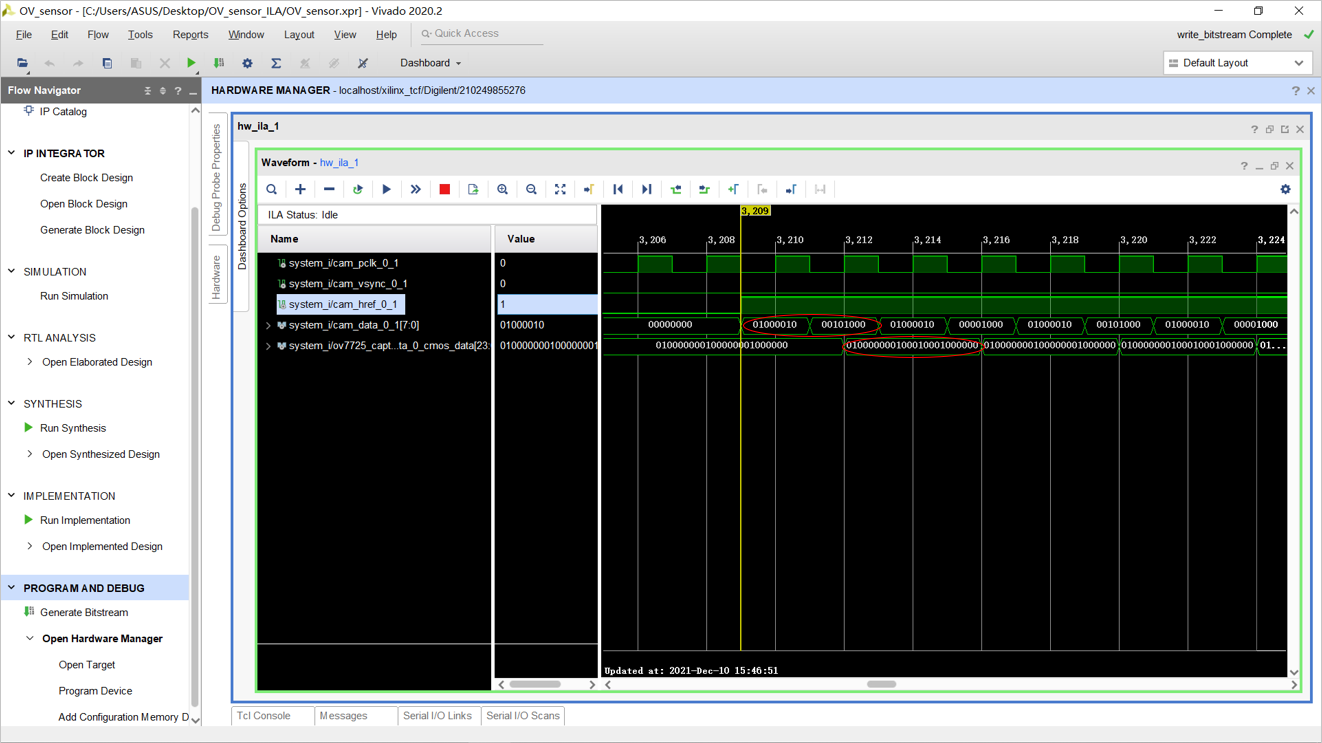 OV_sensor - [C:/Users/ASUS/Desktop/OV_sensor_ILA/OV_sensor.xpr] - Vivado 2020.2
File Edit Flow Tools Reports Window Layout View Help Quick Access write_bitstream Complete
Dashboard Default Layout
Flow Navigator
HARDWARE MANAGER - localhost/xilinx_tcf/Digilent/210249855276
IP Catalog
IP INTEGRATOR
Create Block Design
Open Block Design
Generate Block Design
SIMULATION
Run Simulation
RTL ANALYSIS
Open Elaborated Design
SYNTHESIS
Run Synthesis
Open Synthesized Design
IMPLEMENTATION
Run Implementation
Open Implemented Design
PROGRAM AND DEBUG
Generate Bitstream
Open Hardware Manager
Open Target
Program Device
Add Configuration Memory D
Debug Probe Properties
Hardware
Dashboard Options
hw_ila_1
Waveform - hw_ila_1
ILA Status: Idle
Name Value
3,209
3,206 3,208 3,210 3,212 3,214 3,216 3,218 3,220 3,222 3,224
system_i/cam_pclk_0_1 0
system_i/cam_vsync_0_1 0
system_i/cam_href_0_1 1
system_i/cam_data_0_1[7:0] 01000010 00000000 01000010 00101000 01000010 00001000 01000010 00101000 01000010 00001000
system_i/ov7725_capt...ta_0_cmos_data[23: 0100000001000000001 010000000100000001000000 010000000100010001000000 010000000100000001000000 010000000100010001000000 01...
Updated at: 2021-Dec-10 15:46:51
Tcl Console Messages Serial I/O Links Serial I/O Scans